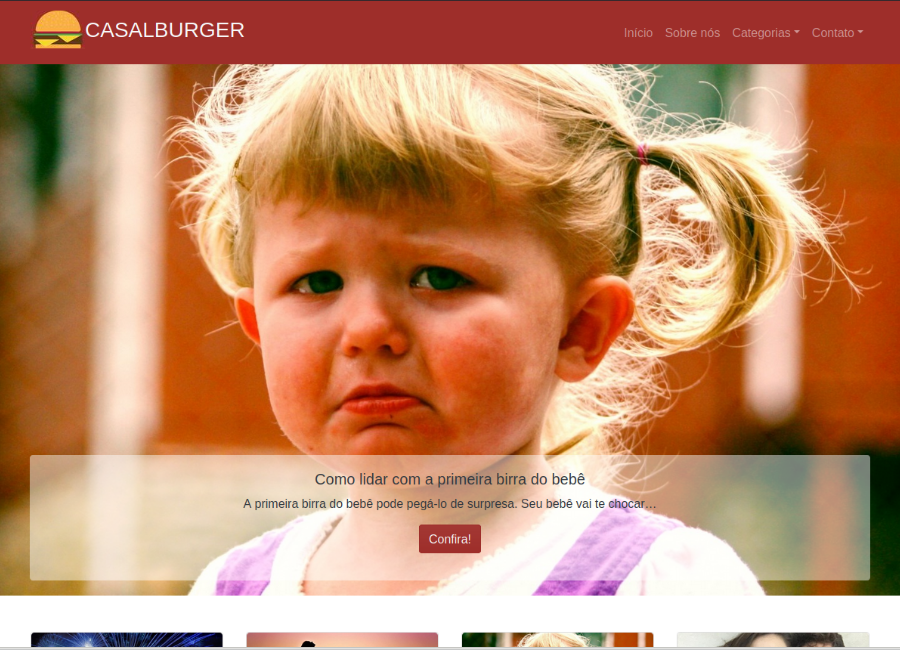 CASALBURGER
Início Sobre nós Categorias Contato
Como lidar com a primeira birra do bebê
A primeira birra do bebê pode pegá-lo de surpresa. Seu bebê vai te chocar…
Confira!